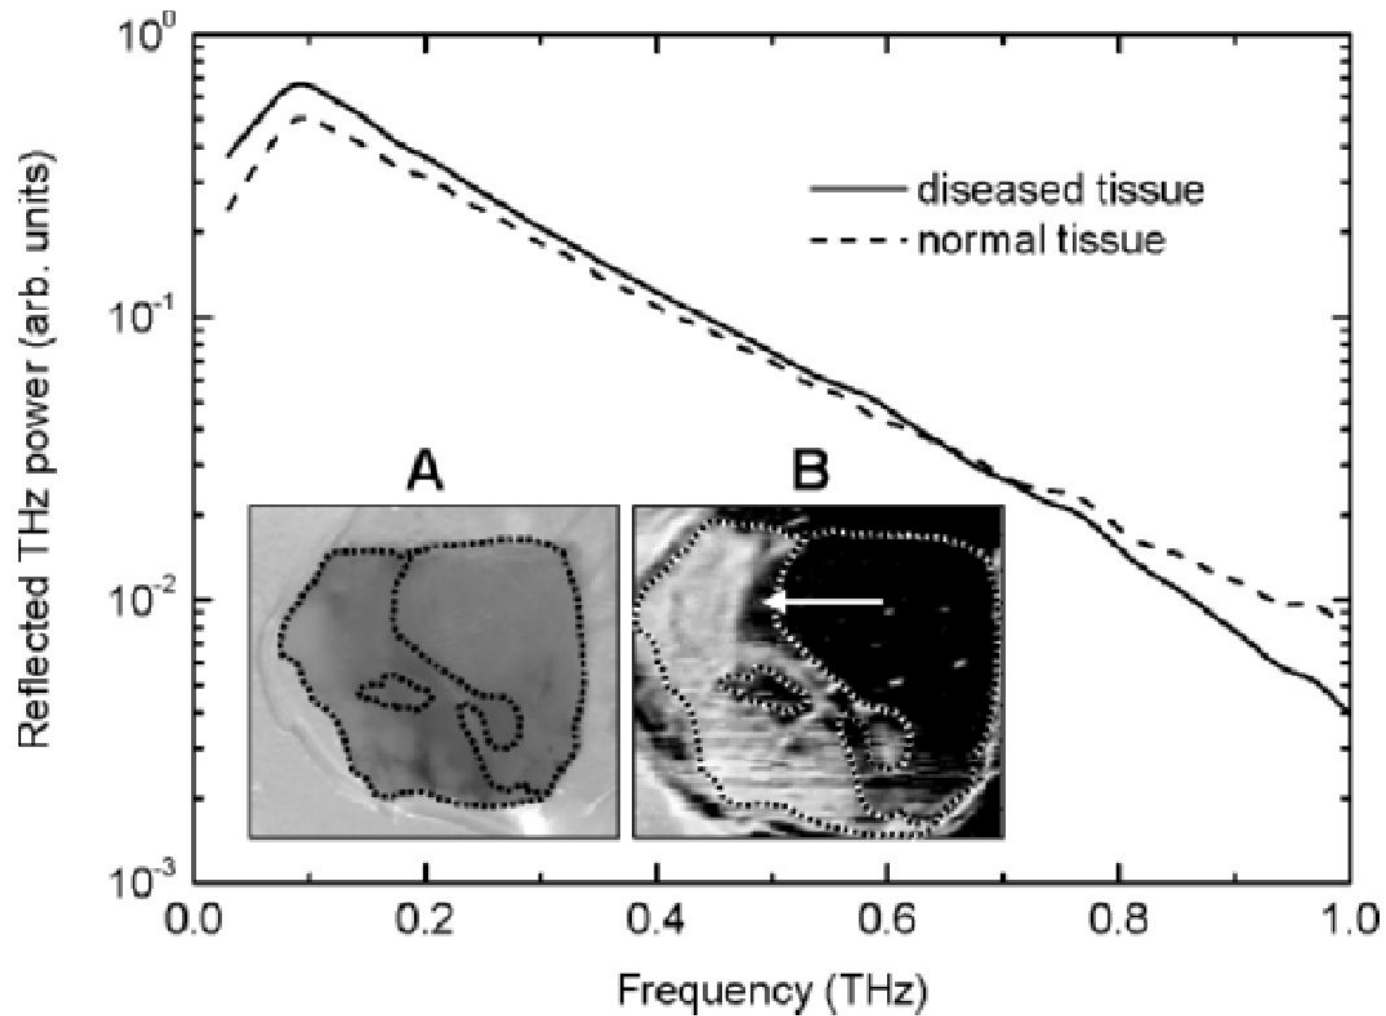 Reflected THz power (arb. units)
10⁰
10⁻¹
10⁻²
10⁻³
diseased tissue
normal tissue
A
B
0.0 0.2 0.4 0.6 0.8 1.0
Frequency (THz)